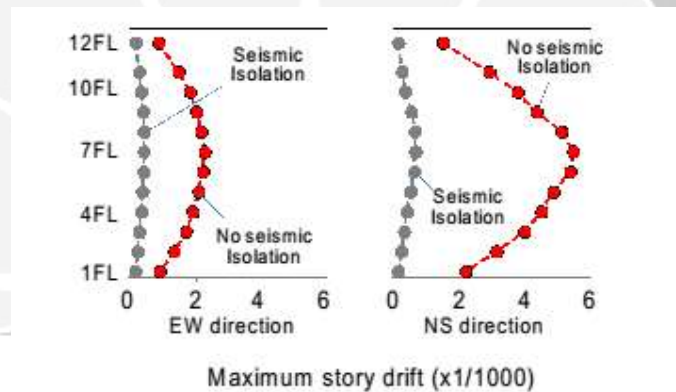 12FL
10FL
7FL
4FL
1FL
Seismic
Isolation
No seismic
Isolation
0 2 4 6
EW direction
No seismic
Isolation
Seismic
Isolation
0 2 4 6
NS direction
Maximum story drift (x1/1000)